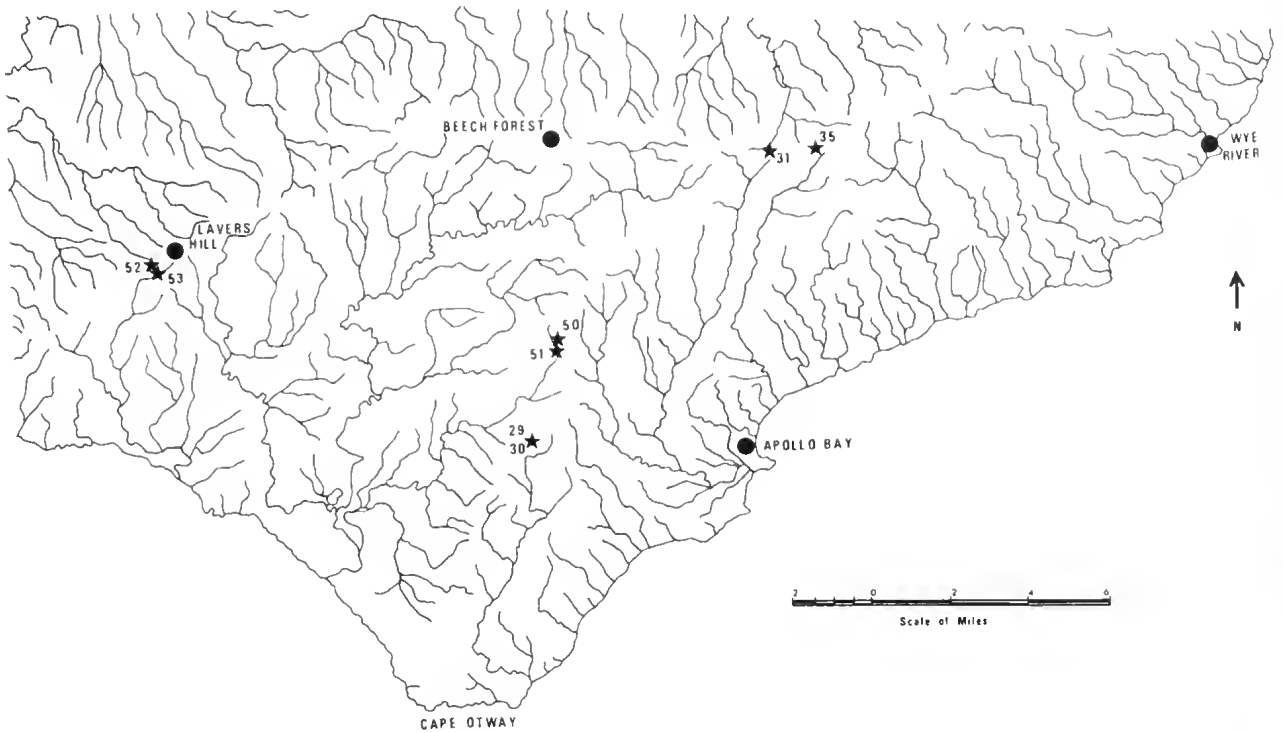 BEECH FOREST
31
35
WYE
RIVER
LAVERS
HILL
52
53
50
51
29
30
APOLLO BAY
N
2 0 2 4 6
Scale of Miles
CAPE OTWAY